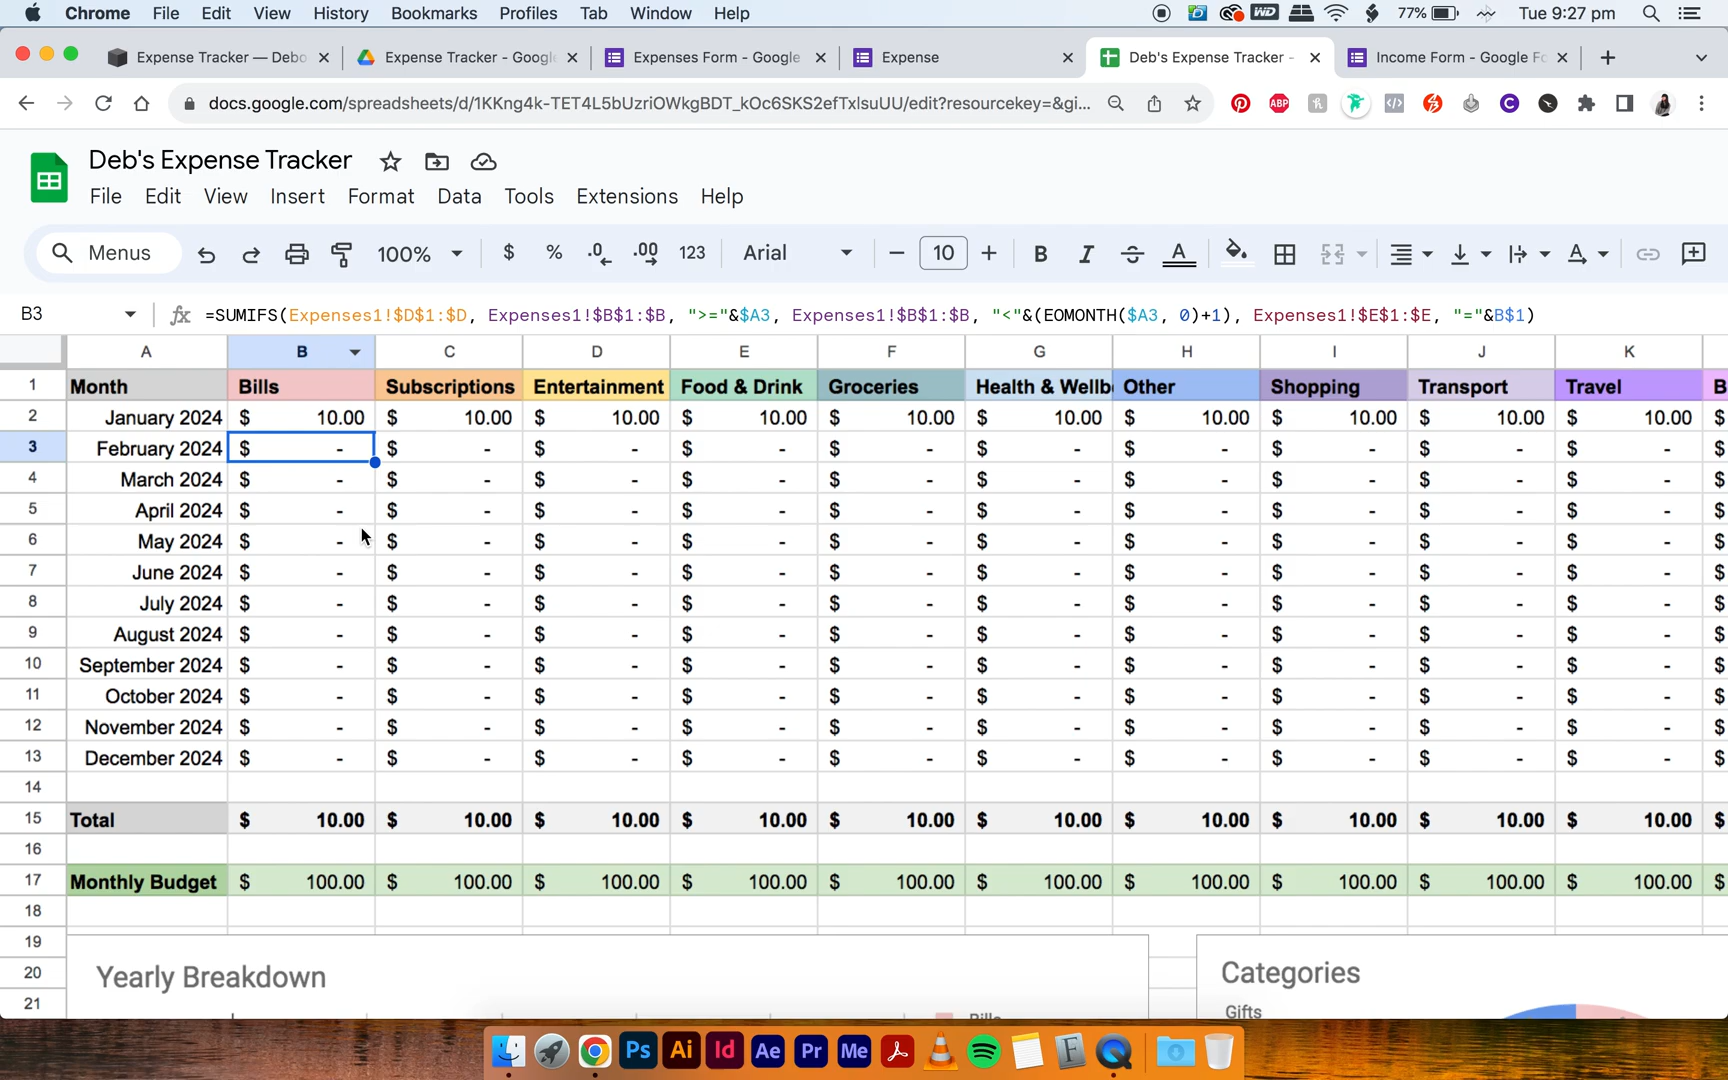 Chrome File Edit View History Bookmarks Profiles Tab Window Help 77% Tue 9:27 pm
Expense Tracker — Debo Expense Tracker - Google Expenses Form - Google Expense Deb's Expense Tracker - Income Form - Google Fo
docs.google.com/spreadsheets/d/1KKng4k-TET4L5bUzriOWkgBDT_kOc6SKS2efTxlsuUU/edit?resourcekey=&gi...
Deb's Expense Tracker
File Edit View Insert Format Data Tools Extensions Help
Menus 100% $ % .0 .00 123 Arial 10 B I A
B3 fx =SUMIFS(Expenses1!$D$1:$D, Expenses1!$B$1:$B, ">="&$A3, Expenses1!$B$1:$B, "<"&(EOMONTH($A3, 0)+1), Expenses1!$E$1:$E, "="&B$1)
A B C D E F G H I J K
1 Month Bills Subscriptions Entertainment Food & Drink Groceries Health & Wellb Other Shopping Transport Travel B
2 January 2024 $ 10.00 $ 10.00 $ 10.00 $ 10.00 $ 10.00 $ 10.00 $ 10.00 $ 10.00 $ 10.00 $ 10.00 $
3 February 2024 $ - $ - $ - $ - $ - $ - $ - $ - $ - $ - $
4 March 2024 $ - $ - $ - $ - $ - $ - $ - $ - $ - $ - $
5 April 2024 $ - $ - $ - $ - $ - $ - $ - $ - $ - $ - $
6 May 2024 $ - $ - $ - $ - $ - $ - $ - $ - $ - $ - $
7 June 2024 $ - $ - $ - $ - $ - $ - $ - $ - $ - $ - $
8 July 2024 $ - $ - $ - $ - $ - $ - $ - $ - $ - $ - $
9 August 2024 $ - $ - $ - $ - $ - $ - $ - $ - $ - $ - $
10 September 2024 $ - $ - $ - $ - $ - $ - $ - $ - $ - $ - $
11 October 2024 $ - $ - $ - $ - $ - $ - $ - $ - $ - $ - $
12 November 2024 $ - $ - $ - $ - $ - $ - $ - $ - $ - $ - $
13 December 2024 $ - $ - $ - $ - $ - $ - $ - $ - $ - $ - $
14
15 Total $ 10.00 $ 10.00 $ 10.00 $ 10.00 $ 10.00 $ 10.00 $ 10.00 $ 10.00 $ 10.00 $ 10.00 $
16
17 Monthly Budget $ 100.00 $ 100.00 $ 100.00 $ 100.00 $ 100.00 $ 100.00 $ 100.00 $ 100.00 $ 100.00 $ 100.00 $
18
19
20 Yearly Breakdown Categories
21 Bills Gifts
Ps Ai Id Ae Pr Me